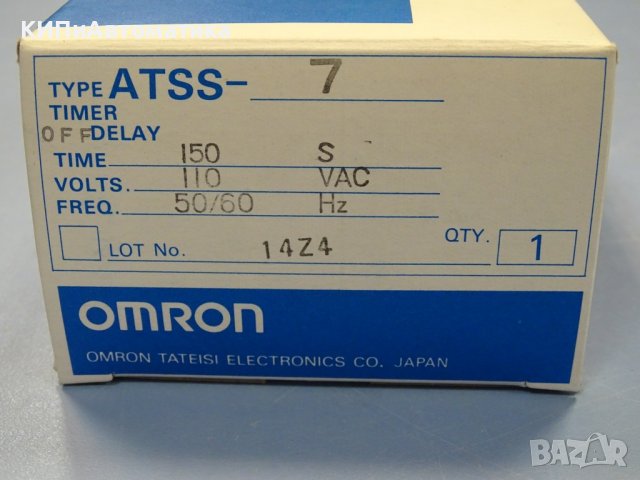 КИПиАвтоматика
TYPE ATSS- 7
TIMER
OFF DELAY
TIME 150 S
VOLTS. 110 VAC
FREQ. 50/60 Hz
LOT No. 14Z4 QTY. 1
OMRON
OMRON TATEISI ELECTRONICS CO. JAPAN
BAZAR